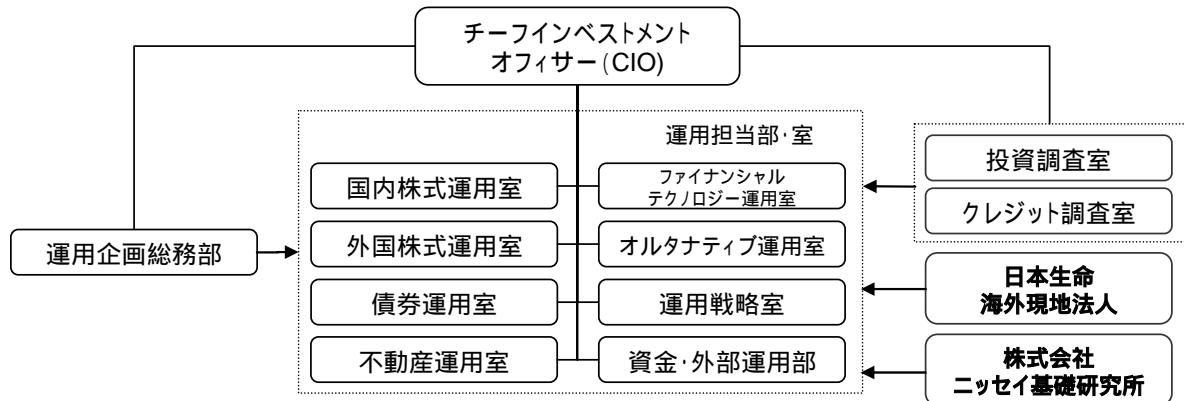 チーフインベストメント
オフィサー(CIO)
運用担当部・室
国内株式運用室
ファイナンシャル
テクノロジー運用室
外国株式運用室
オルタナティブ運用室
債券運用室
運用戦略室
不動産運用室
資金・外部運用部
運用企画総務部
投資調査室
クレジット調査室
日本生命
海外現地法人
株式会社
ニッセイ基礎研究所